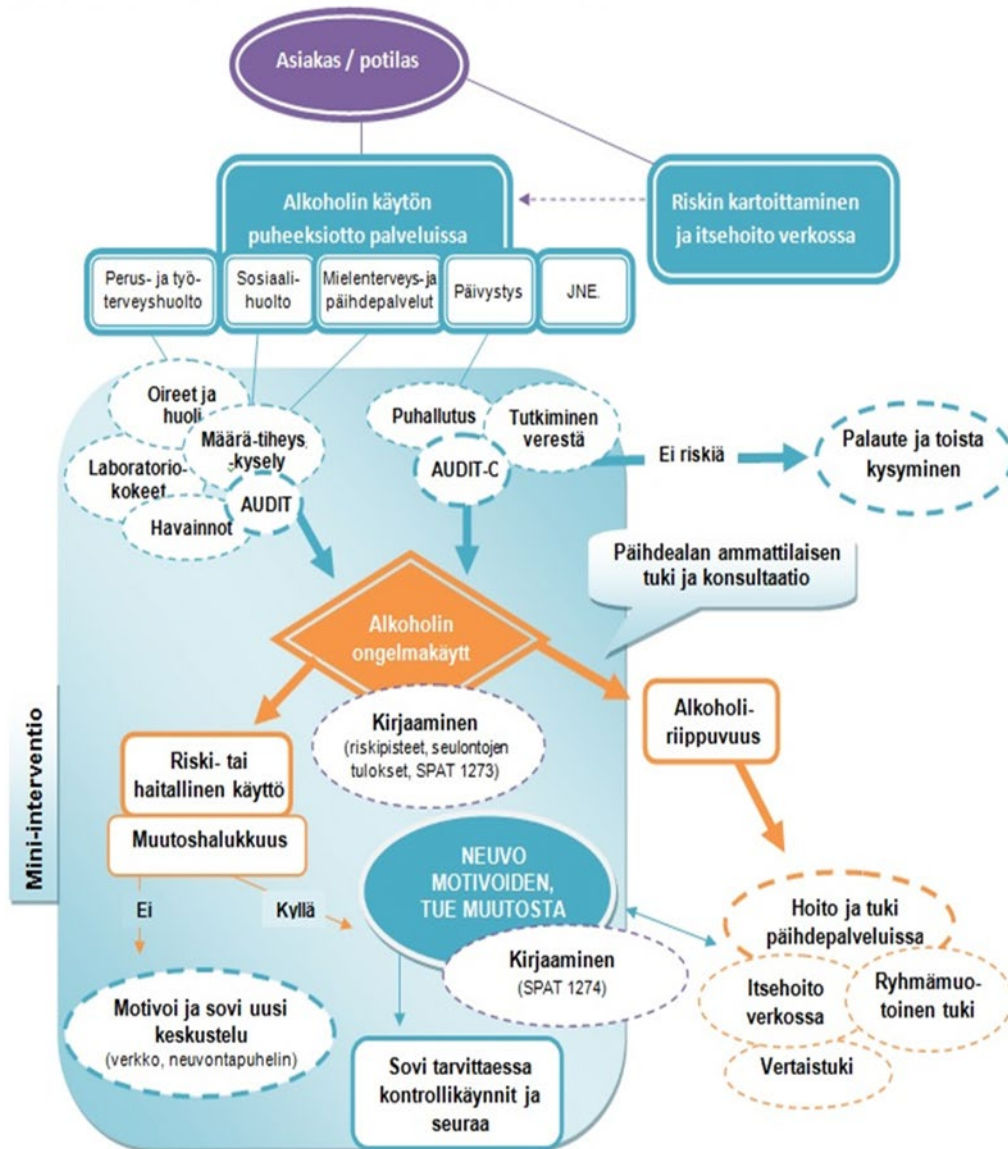 Asiakas / potilas
Alkoholin käytön
puheeksiotto palveluissa
Riskin kartoittaminen
ja itsehoito verkossa
Perus- ja työ-
terveyshuolto
Sosiaali-
huolto
Mielenterveys-ja
päihdepalvelut
Päivystys
JNE.
Oireet ja
huoli
Määrä-tiheys,
-kysely
Laboratorio-
kokeet
AUDIT
Havainnot
Puhallutus
Tutkiminen
verestä
AUDIT-C
Ei riskiä
Palaute ja toista
kysyminen
Päihdealan ammattilaisen
tuki ja konsultaatio
Alkoholin
ongelmakäytt
Kirjaaminen
(riskipisteet, seulontojen
tulokset, SPAT 1273)
Alkoholi-
riippuvuus
Mini-interventio
Riski- tai
haitallinen käyttö
Muutoshalukkuus
Ei
Kyllä
NEUVO
MOTIVOIDEN,
TUE MUUTOSTA
Kirjaaminen
(SPAT 1274)
Hoito ja tuki
päihdepalveluissa
Itsehoito
verkossa
Ryhmämuo-
toinen tuki
Vertaistuki
Motivoi ja sovi uusi
keskustelu
(verkko, neuvontapuhelin)
Sovi tarvittaessa
kontrollikäynnit ja
seuraa